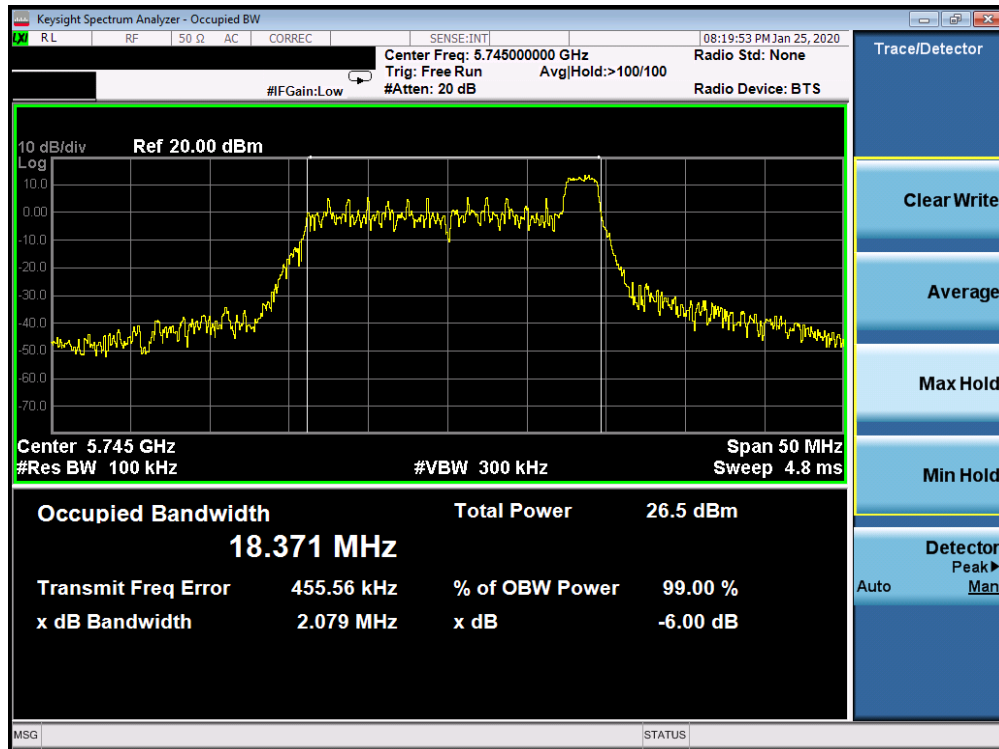 Keysight Spectrum Analyzer - Occupied BW
LXI RL RF 50 Ω AC CORREC SENSE:INT 08:19:53 PM Jan 25, 2020
Center Freq: 5.745000000 GHz Radio Std: None
Trig: Free Run Avg|Hold:>100/100
#IFGain:Low #Atten: 20 dB Radio Device: BTS
10 dB/div Ref 20.00 dBm
Log
10.0
0.00
-10.0
-20.0
-30.0
-40.0
-50.0
-60.0
-70.0
Center 5.745 GHz Span 50 MHz
#Res BW 100 kHz #VBW 300 kHz Sweep 4.8 ms
Occupied Bandwidth Total Power 26.5 dBm
18.371 MHz
Transmit Freq Error 455.56 kHz % of OBW Power 99.00 %
x dB Bandwidth 2.079 MHz x dB -6.00 dB
MSG STATUS
Trace/Detector
Clear Write
Average
Max Hold
Min Hold
Detector
Peak▶
Auto Man